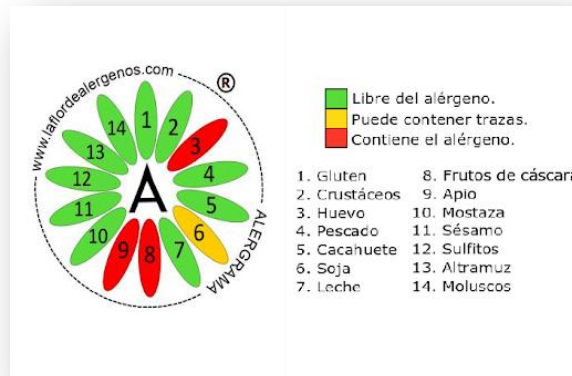 www.laflordealergenos.com
®
ALERGRAMA
A
1
2
3
4
5
6
7
8
9
10
11
12
13
14
Libre del alérgeno.
Puede contener trazas.
Contiene el alérgeno.
1. Gluten
2. Crustáceos
3. Huevo
4. Pescado
5. Cacahuete
6. Soja
7. Leche
8. Frutos de cáscara
9. Apio
10. Mostaza
11. Sésamo
12. Sulfitos
13. Altramuz
14. Moluscos